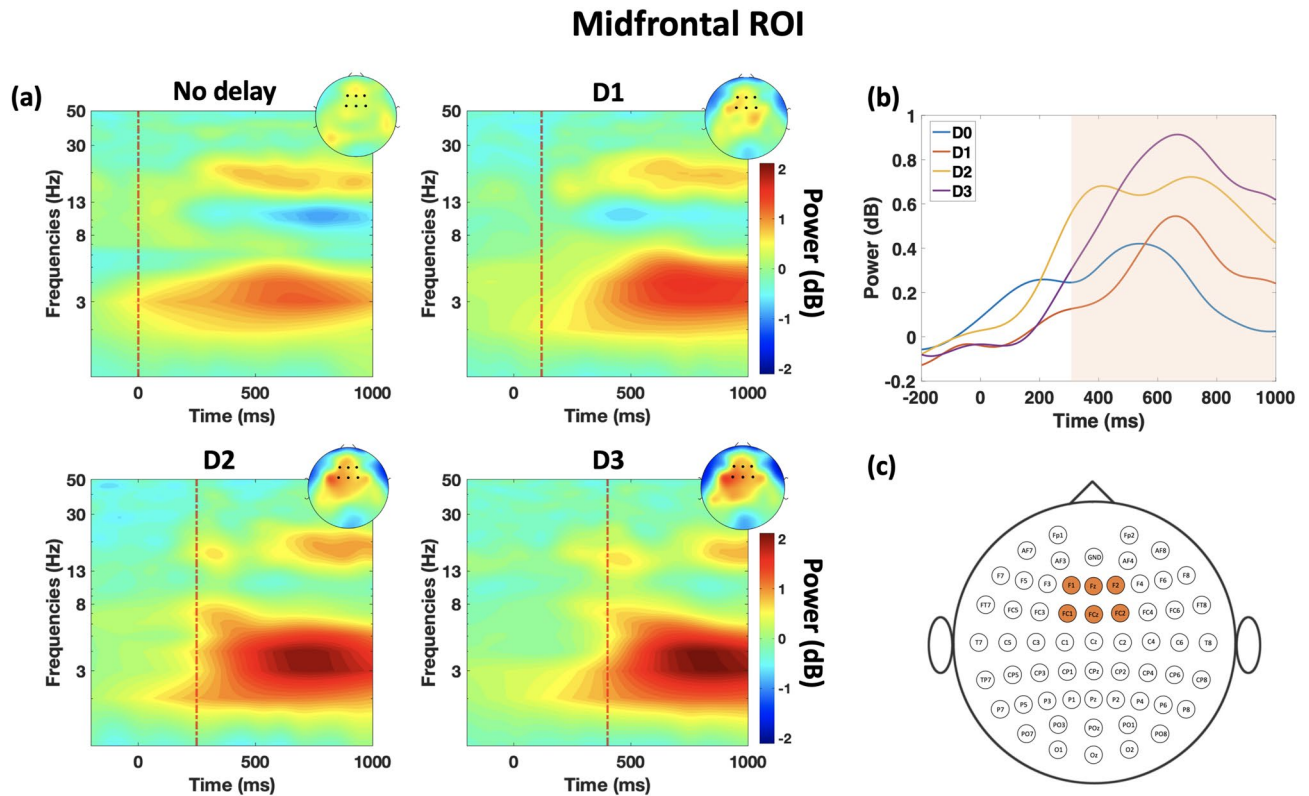 Midfrontal ROI
(a)
No delay
50
30
13
8
3
Frequencies (Hz)
0
500
1000
Time (ms)
D1
50
30
13
8
3
Frequencies (Hz)
0
500
1000
Time (ms)
2
1
0
-1
-2
Power (dB)
D2
50
30
13
8
3
Frequencies (Hz)
0
500
1000
Time (ms)
D3
50
30
13
8
3
Frequencies (Hz)
0
500
1000
Time (ms)
2
1
0
-1
-2
Power (dB)
(b)
D0
D1
D2
D3
1
0.8
0.6
0.4
0.2
0
-0.2
Power (dB)
-200
0
200
400
600
800
1000
Time (ms)
(c)
Fp1 Fp2
AF7 AF3 GND AF4 AF8
F7 F5 F3 F1 Fz F2 F4 F6 F8
FT7 FC5 FC3 FC1 FCz FC2 FC4 FC6 FT8
T7 C5 C3 C1 Cz C2 C4 C6 T8
TP7 CP5 CP3 CP1 CPz CP2 CP4 CP6 CP8
P7 P5 P3 P1 Pz P2 P4 P6 P8
PO7 PO3 POz PO1 PO8
O1 Oz O2